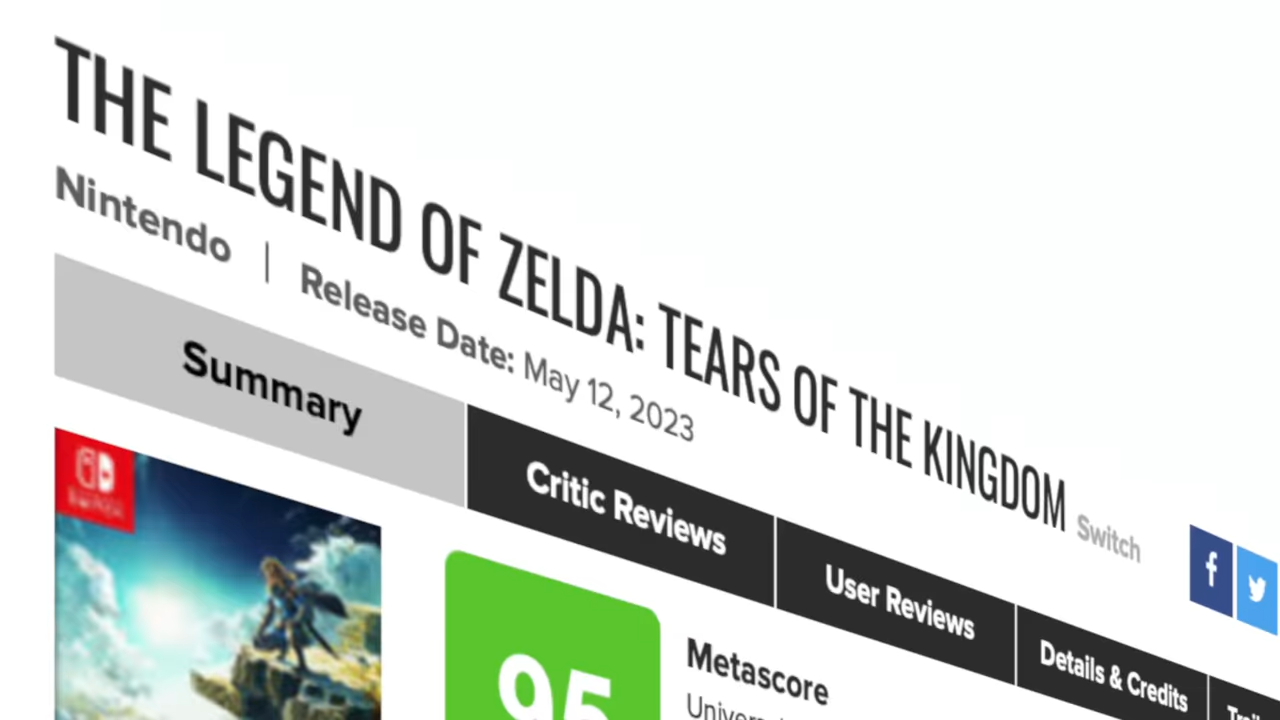 THE LEGEND OF ZELDA: TEARS OF THE KINGDOM Switch
Nintendo | Release Date: May 12, 2023
Summary
Critic Reviews
User Reviews
Details & Credits
95
Metascore